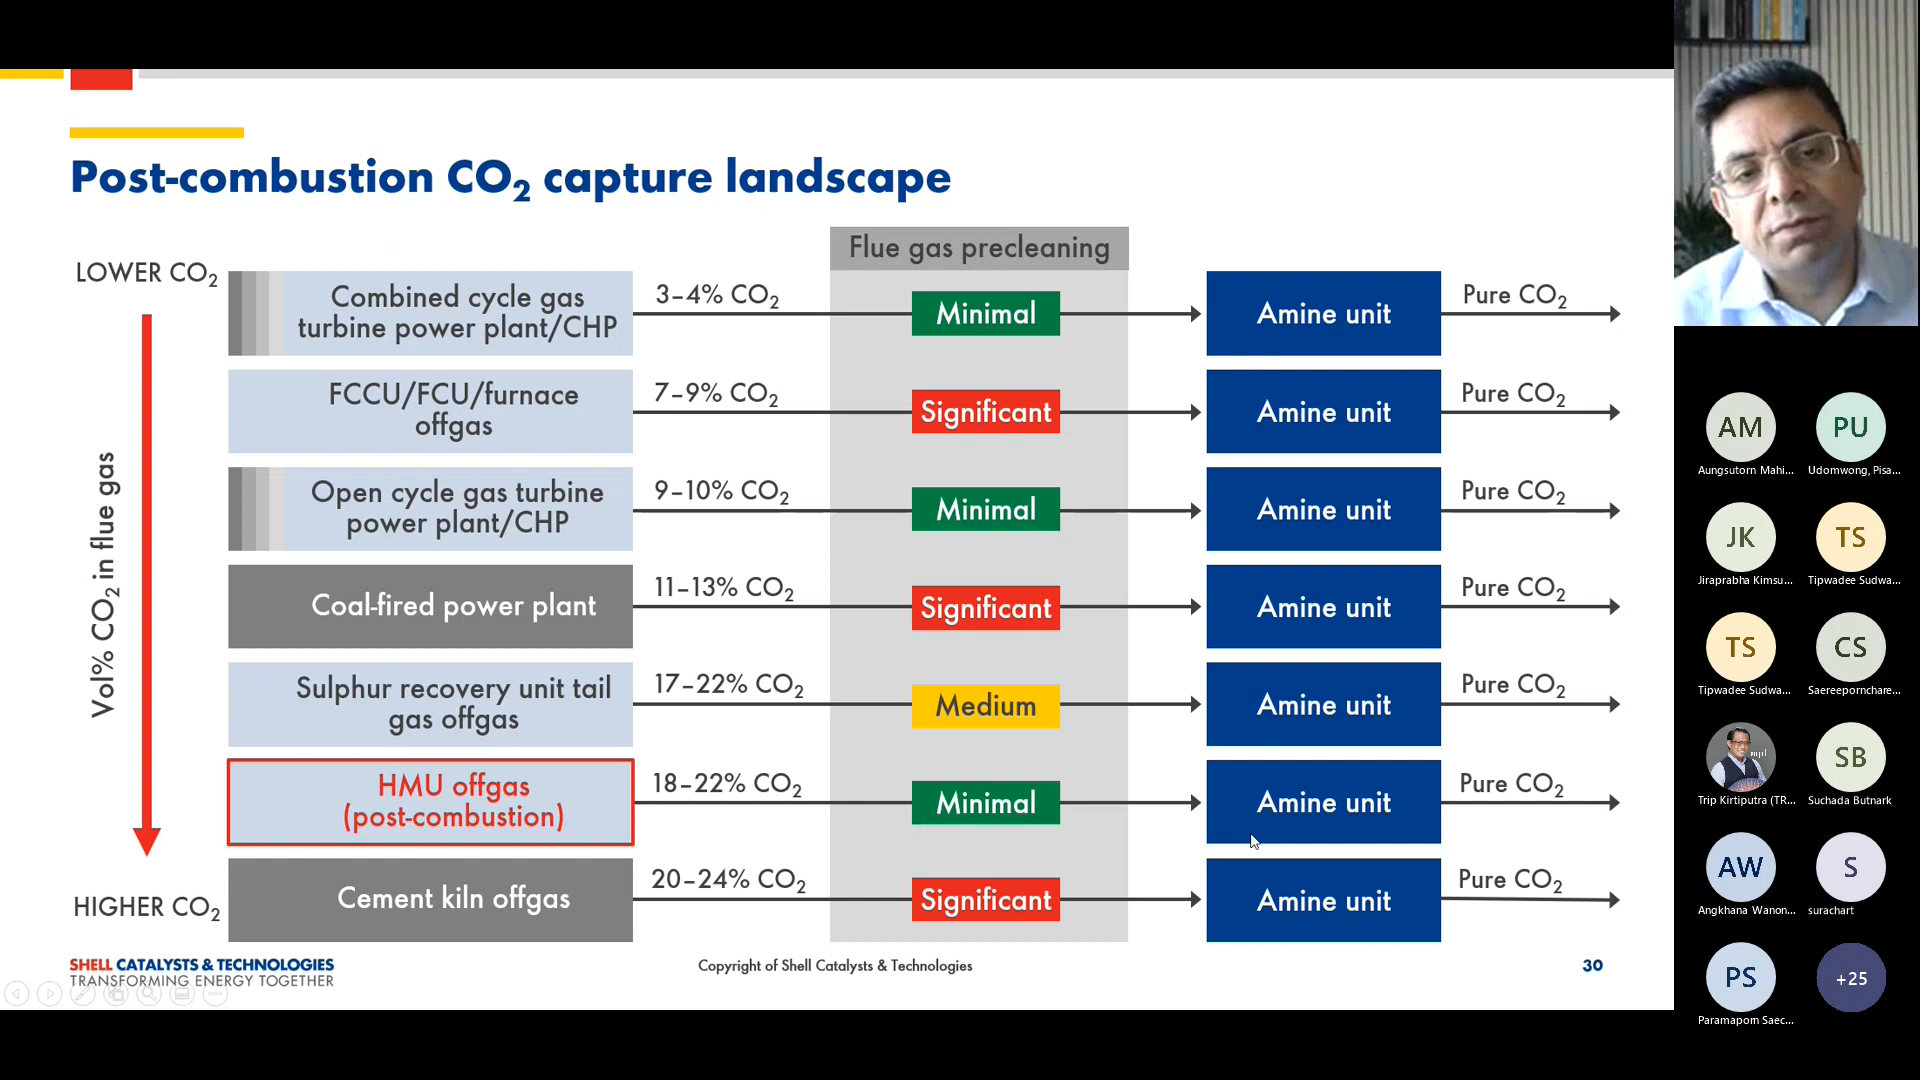 Post-combustion CO₂ capture landscape
Flue gas precleaning
LOWER CO₂
Vol% CO₂ in flue gas
HIGHER CO₂
Combined cycle gas
turbine power plant/CHP
3–4% CO₂
Minimal
Amine unit
Pure CO₂
FCCU/FCU/furnace
offgas
7–9% CO₂
Significant
Amine unit
Pure CO₂
Open cycle gas turbine
power plant/CHP
9–10% CO₂
Minimal
Amine unit
Pure CO₂
Coal-fired power plant
11–13% CO₂
Significant
Amine unit
Pure CO₂
Sulphur recovery unit tail
gas offgas
17–22% CO₂
Medium
Amine unit
Pure CO₂
HMU offgas
(post-combustion)
18–22% CO₂
Minimal
Amine unit
Pure CO₂
Cement kiln offgas
20–24% CO₂
Significant
Amine unit
Pure CO₂
SHELL CATALYSTS & TECHNOLOGIES
TRANSFORMING ENERGY TOGETHER
Copyright of Shell Catalysts & Technologies
30
AM
PU
Aungsutorn Mahi...
Udomwong, Pisa...
JK
TS
Jiraprabha Kimsu...
Tipwadee Sudwa...
TS
CS
Tipwadee Sudwa...
Saereepornchare...
SB
Trip Kirtiputra (TR...
Suchada Butnark
AW
S
Angkhana Wanon...
surachart
PS
+25
Paramaporn Saec...